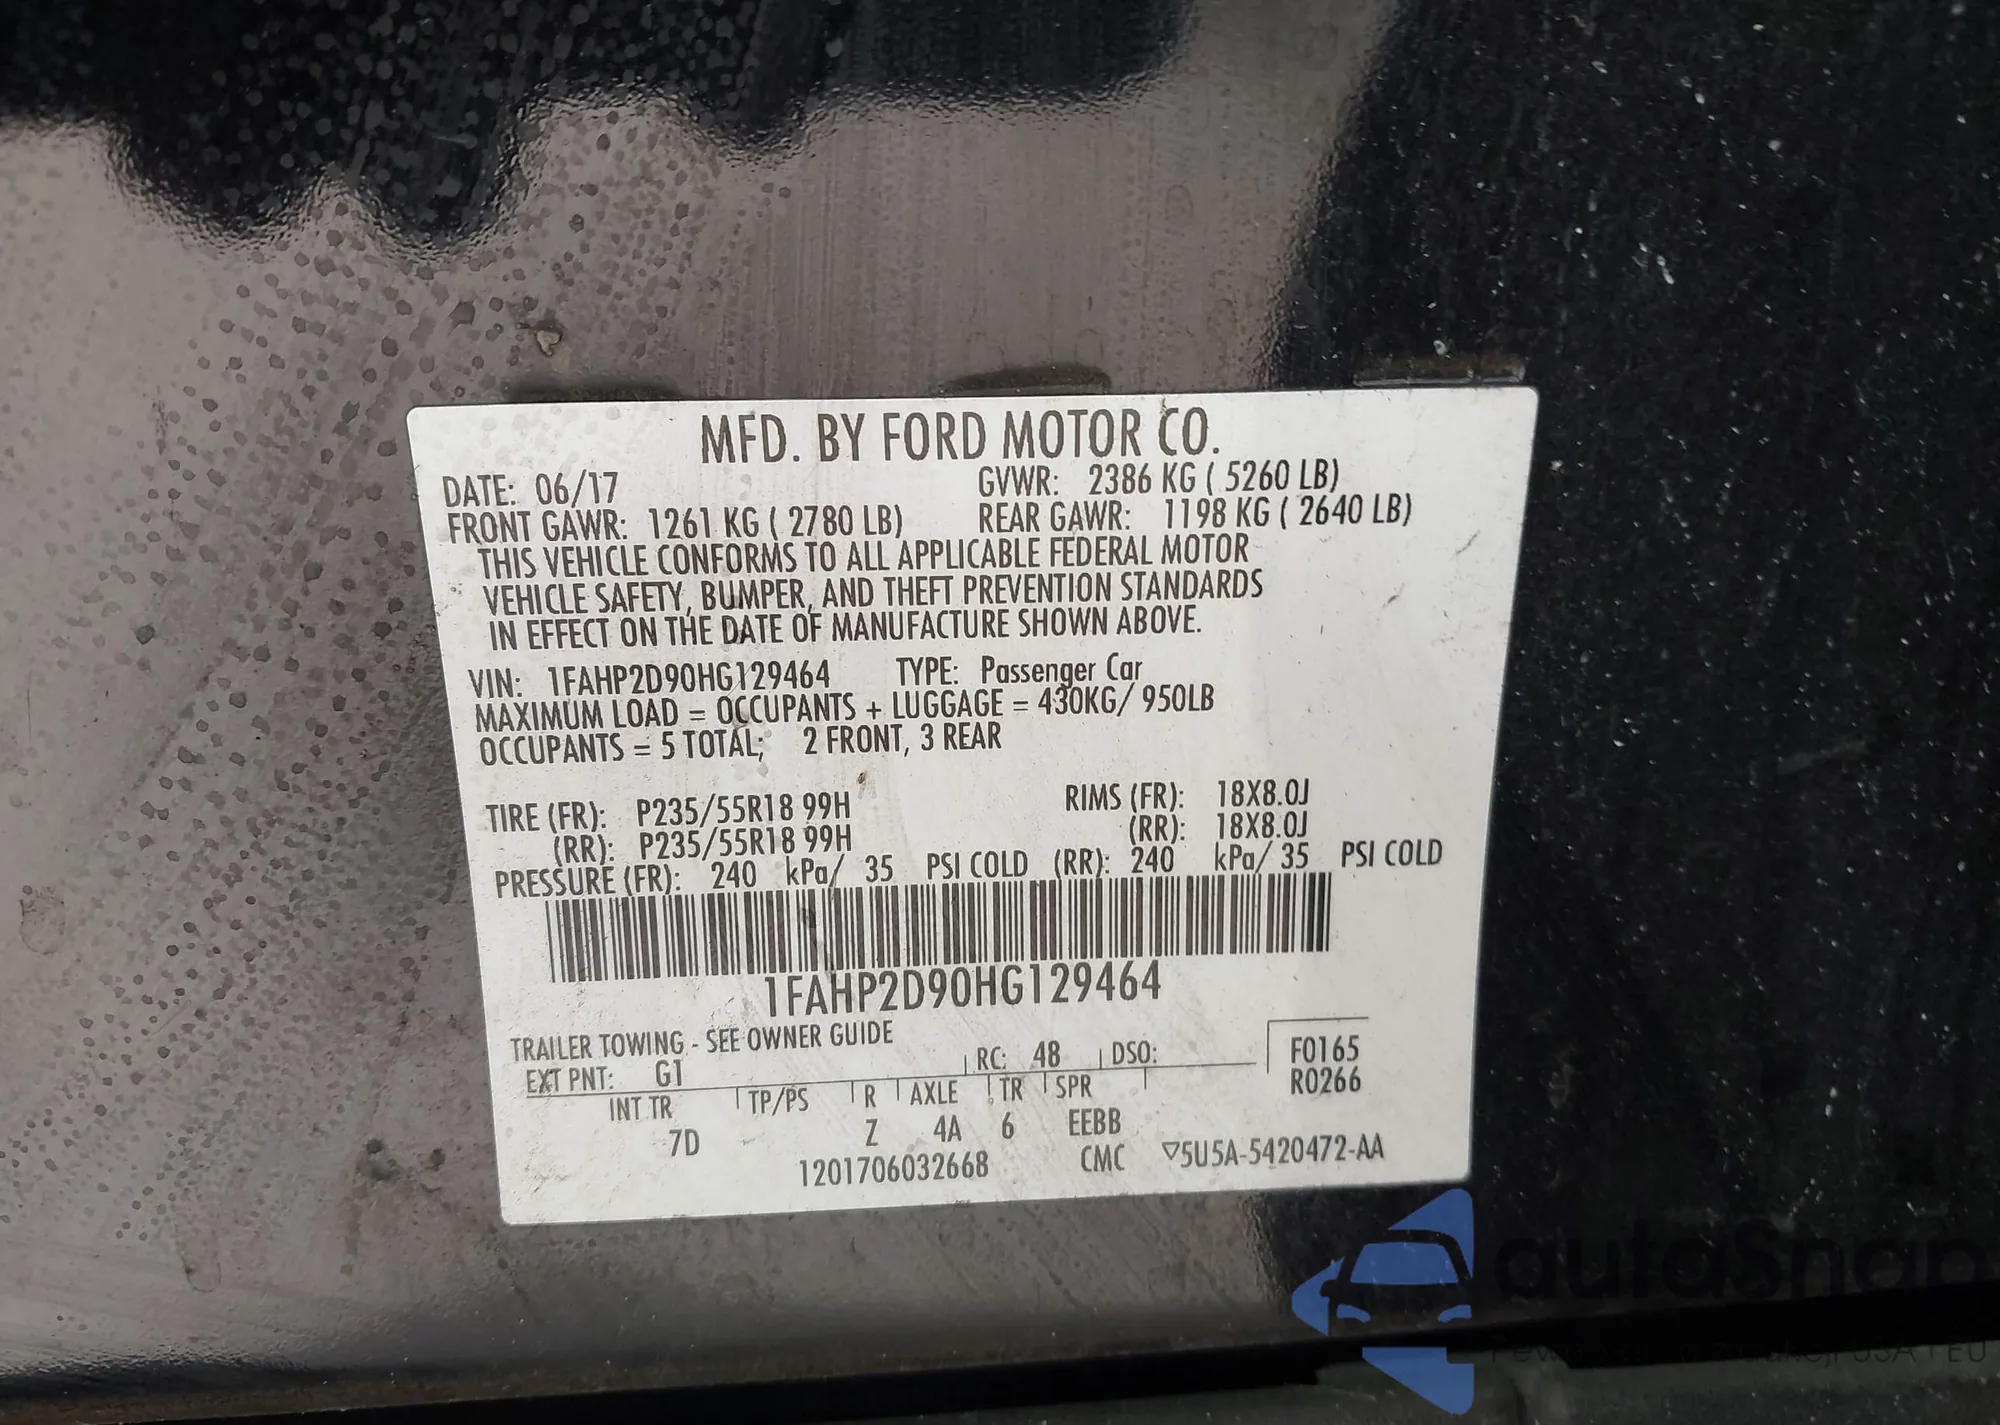 MFD. BY FORD MOTOR CO.
DATE: 06/17 GVWR: 2386 KG ( 5260 LB)
FRONT GAWR: 1261 KG ( 2780 LB) REAR GAWR: 1198 KG ( 2640 LB)
THIS VEHICLE CONFORMS TO ALL APPLICABLE FEDERAL MOTOR
VEHICLE SAFETY, BUMPER, AND THEFT PREVENTION STANDARDS
IN EFFECT ON THE DATE OF MANUFACTURE SHOWN ABOVE.
VIN: 1FAHP2D90HG129464 TYPE: Passenger Car
MAXIMUM LOAD = OCCUPANTS + LUGGAGE = 430KG/ 950LB
OCCUPANTS = 5 TOTAL; 2 FRONT, 3 REAR
TIRE (FR): P235/55R18 99H RIMS (FR): 18X8.0J
(RR): P235/55R18 99H (RR): 18X8.0J
PRESSURE (FR): 240 kPa/ 35 PSI COLD (RR): 240 kPa/ 35 PSI COLD
1FAHP2D90HG129464
TRAILER TOWING - SEE OWNER GUIDE
EXT PNT: G1 RC: 48 DSO: F0165
INT TR TP/PS R AXLE TR SPR R0266
7D Z 4A 6 EEBB
1201706032668 CMC ▽5U5A-5420472-AA
autoSnap
USA i EU